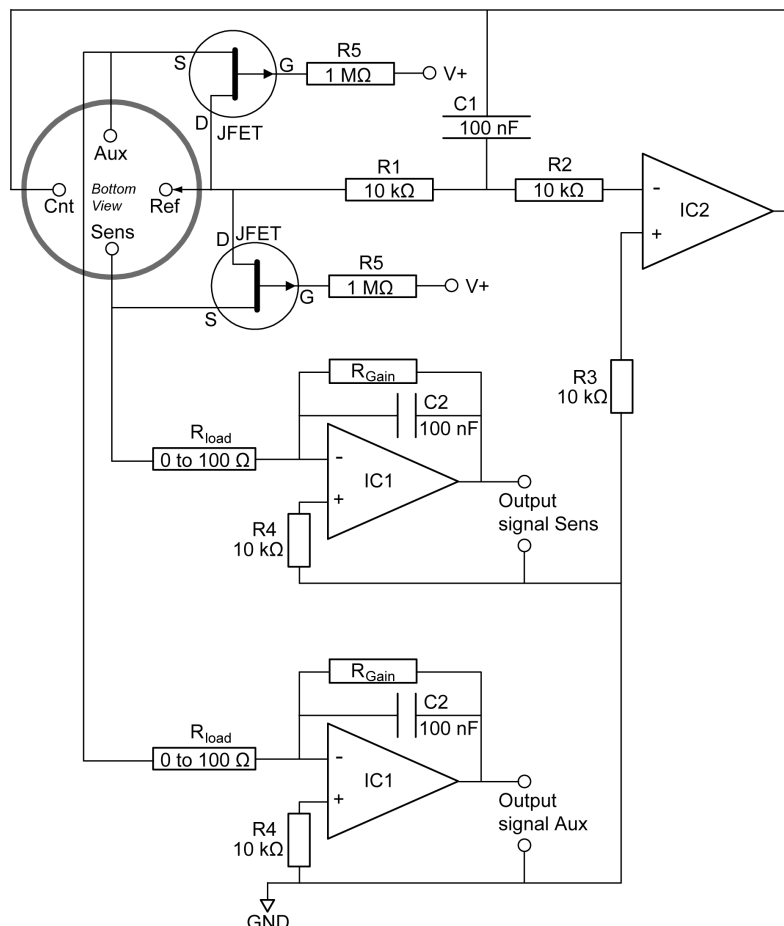 S
G
D
JFET
R5
1 MΩ
V+
C1
100 nF
Aux
Bottom
View
Cnt
Ref
Sens
R1
10 kΩ
R2
10 kΩ
-
+
IC2
D
JFET
G
S
R5
1 MΩ
V+
R3
10 kΩ
RGain
C2
100 nF
Rload
0 to 100 Ω
-
+
IC1
R4
10 kΩ
Output
signal Sens
RGain
C2
100 nF
Rload
0 to 100 Ω
-
+
IC1
R4
10 kΩ
Output
signal Aux
GND